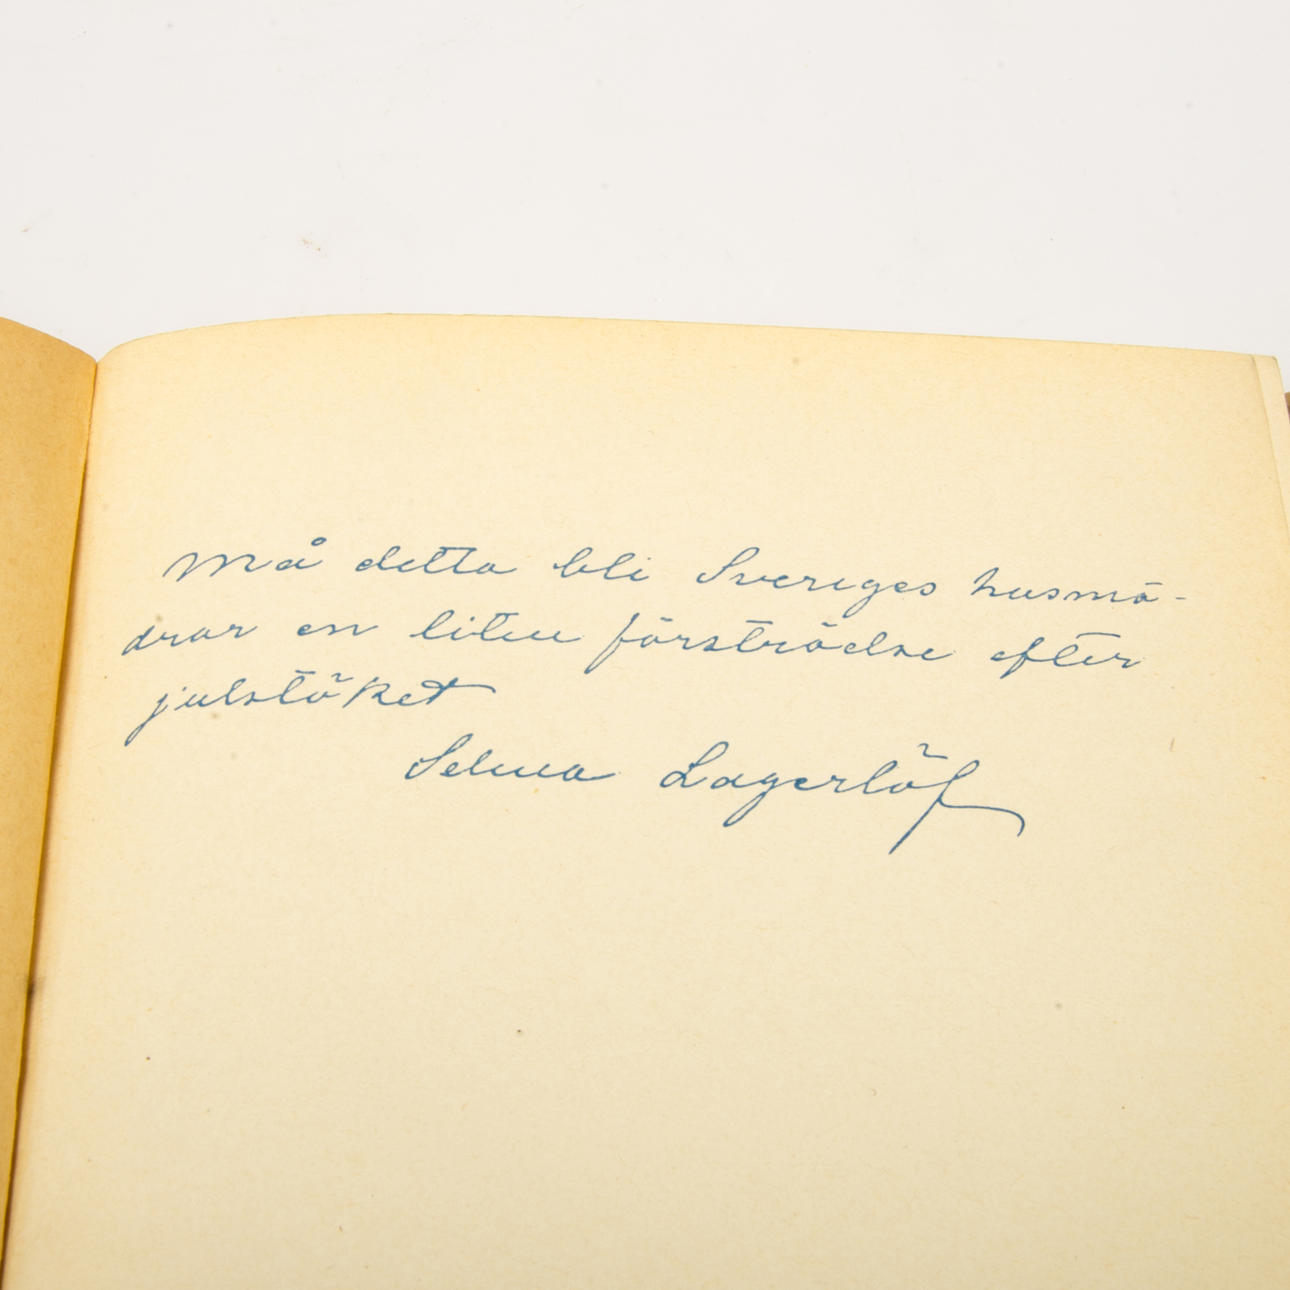 Må detta bli Sveriges husmö-
drar en liten förströelse efter
julstöket
Selma Lagerlöf